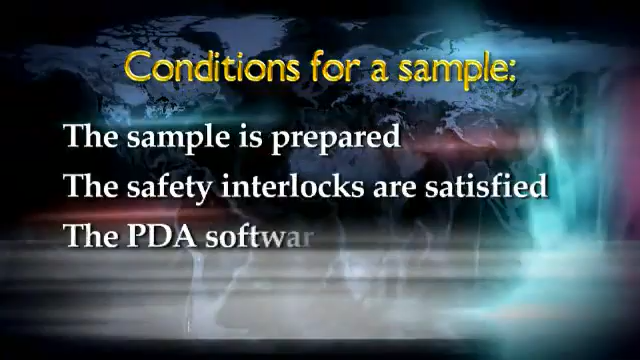 Conditions for a sample:
The sample is prepared
The safety interlocks are satisfied
The PDA softwar